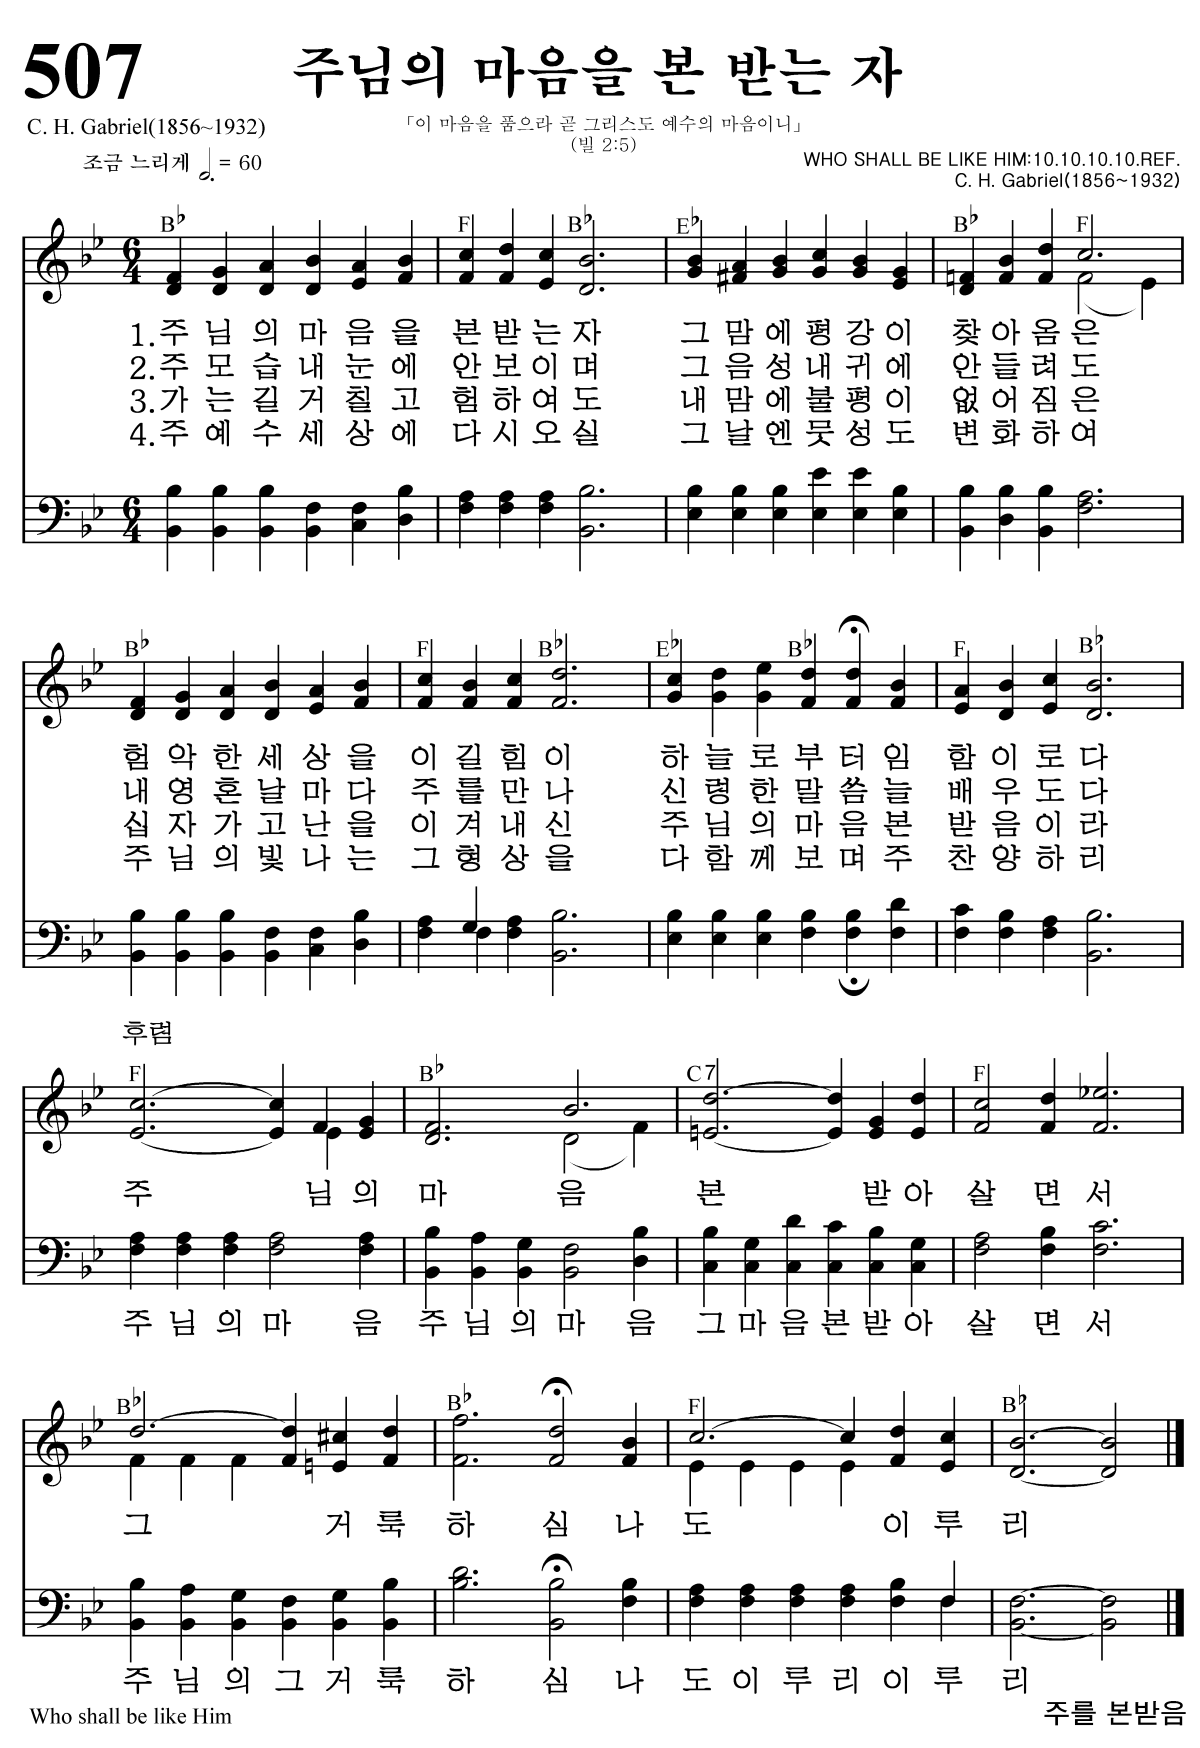 507
주님의 마음을 본 받는 자
C. H. Gabriel(1856~1932)
「이 마음을 품으라 곧 그리스도 예수의 마음이니」
(빌 2:5)
조금 느리게 = 60
WHO SHALL BE LIKE HIM:10.10.10.10.REF.
C. H. Gabriel(1856~1932)
B♭ F B♭ E♭ B♭ F
6 4
1.주 님 의 마 음 을 본 받 는 자 그 맘 에 평 강 이 찾 아 옴 은
2.주 모 습 내 눈 에 안 보 이 며 그 음 성 내 귀 에 안 들 려 도
3.가 는 길 거 칠 고 험 하 여 도 내 맘 에 불 평 이 없 어 짐 은
4.주 예 수 세 상 에 다 시 오 실 그 날 엔 뭇 성 도 변 화 하 여
6 4
B♭ F B♭ E♭ B♭ F B♭
험 악 한 세 상 을 이 길 힘 이 하 늘 로 부 터 임 함 이 로 다
내 영 혼 날 마 다 주 를 만 나 신 령 한 말 씀 늘 배 우 도 다
십 자 가 고 난 을 이 겨 내 신 주 님 의 마 음 본 받 음 이 라
주 님 의 빛 나 는 그 형 상 을 다 함 께 보 며 주 찬 양 하 리
후렴
F B♭ C7 F
주 님 의 마 음 본 받 아 살 면 서
주 님 의 마 음 주 님 의 마 음 그 마 음 본 받 아 살 면 서
B♭ B♭ F B♭
그 거 룩 하 심 나 도 이 루 리
주 님 의 그 거 룩 하 심 나 도 이 루 리 이 루 리
Who shall be like Him
주를 본받음